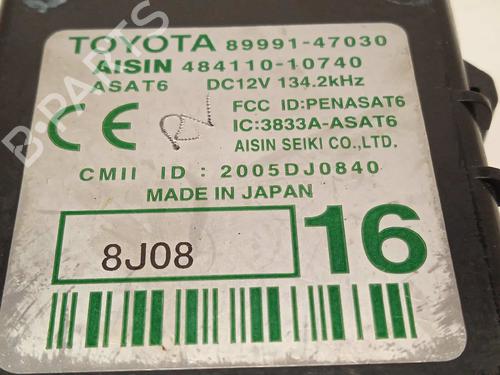 TOYOTA 89991-47030
AISIN 484110-10740
ASAT6 DC12V 134.2kHz
CE FCC ID:PENASAT6
IC:3833A-ASAT6
AISIN SEIKI CO.,LTD.
CMII ID : 2005DJ0840
MADE IN JAPAN
8J08 16
B-PARTS